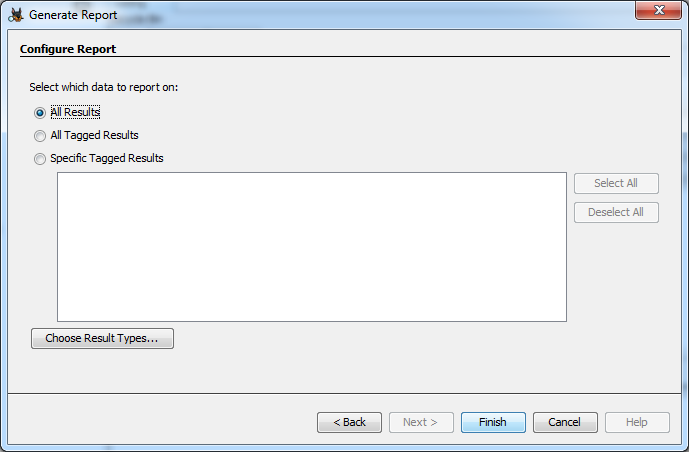 Generate Report
Configure Report
Select which data to report on:
All Results
All Tagged Results
Specific Tagged Results
Select All
Deselect All
Choose Result Types...
< Back
Next >
Finish
Cancel
Help